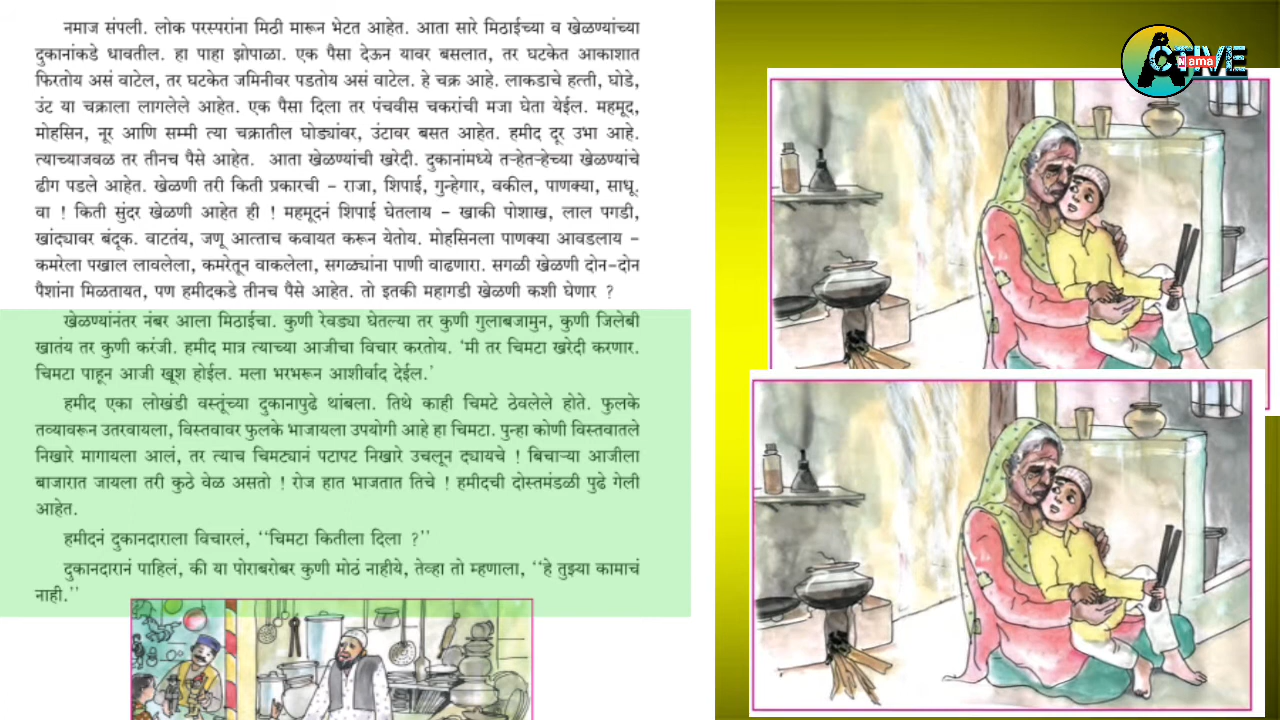 नमाज संपली. लोक परस्परांना मिठी मारून भेटत आहेत. आता सारे मिठाईच्या व खेळण्यांच्या
दुकानांकडे धावतील. हा पाहा झोपाळा. एक पैसा देऊन यावर बसलात, तर घटकेत आकाशात
फिरतोय असं वाटेल, तर घटकेत जमिनीवर पडतोय असं वाटेल. हे चक्र आहे. लाकडाचे हत्ती, घोडे,
उंट या चक्राला लागलेले आहेत. एक पैसा दिला तर पंचवीस चकरांची मजा घेता येईल. महमूद,
मोहसिन, नूर आणि सम्मी त्या चक्रातील घोड्यांवर, उंटावर बसत आहेत. हमीद दूर उभा आहे.
त्याच्याजवळ तर तीनच पैसे आहेत. आता खेळण्यांची खरेदी. दुकानांमध्ये तऱ्हेतऱ्हेच्या खेळण्यांचे
ढीग पडले आहेत. खेळणी तरी किती प्रकारची – राजा, शिपाई, गुन्हेगार, वकील, पाणक्या, साधू.
वा ! किती सुंदर खेळणी आहेत ही ! महमूदनं शिपाई घेतलाय – खाकी पोशाख, लाल पगडी,
खांद्यावर बंदूक. वाटतंय, जणू आत्ताच कवायत करून येतोय. मोहसिनला पाणक्या आवडलाय –
कमरेला पखाल लावलेला, कमरेतून वाकलेला, सगळ्यांना पाणी वाढणारा. सगळी खेळणी दोन–दोन
पैशांना मिळतायत, पण हमीदकडे तीनच पैसे आहेत. तो इतकी महागडी खेळणी कशी घेणार ?
खेळण्यांनंतर नंबर आला मिठाईचा. कुणी रेवड्या घेतल्या तर कुणी गुलाबजामुन, कुणी जिलेबी
खातंय तर कुणी करंजी. हमीद मात्र त्याच्या आजीचा विचार करतोय. ‘मी तर चिमटा खरेदी करणार.
चिमटा पाहून आजी खूश होईल. मला भरभरून आशीर्वाद देईल.’
हमीद एका लोखंडी वस्तूंच्या दुकानापुढे थांबला. तिथे काही चिमटे ठेवलेले होते. फुलके
तव्यावरून उतरवायला, विस्तवावर फुलके भाजायला उपयोगी आहे हा चिमटा. पुन्हा कोणी विस्तवातले
निखारे मागायला आलं, तर त्याच चिमट्यानं पटापट निखारे उचलून द्यायचे ! बिचाऱ्या आजीला
बाजारात जायला तरी कुठे वेळ असतो ! रोज हात भाजतात तिचे ! हमीदची दोस्तमंडळी पुढे गेली
आहेत.
हमीदनं दुकानदाराला विचारलं, ‘‘चिमटा कितीला दिला ?’’
दुकानदारानं पाहिलं, की या पोराबरोबर कुणी मोठं नाहीये, तेव्हा तो म्हणाला, ‘‘हे तुझ्या कामाचं
नाही.’’
ACTIVE
Nama